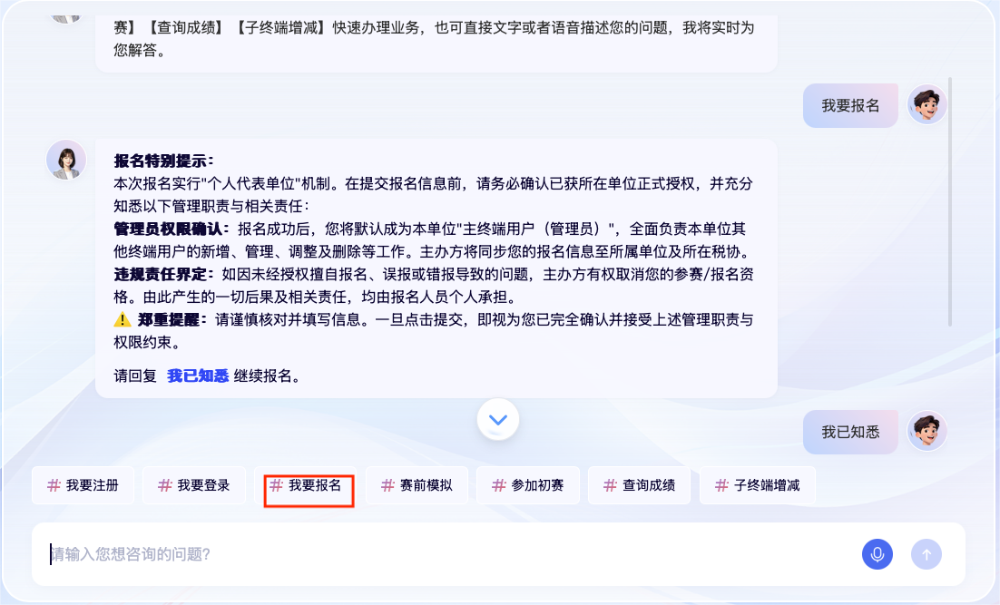 赛】【查询成绩】【子终端增减】快速办理业务，也可直接文字或者语音描述您的问题，我将实时为
您解答。
我要报名
报名特别提示：
本次报名实行"个人代表单位"机制。在提交报名信息前，请务必确认已获所在单位正式授权，并充分
知悉以下管理职责与相关责任：
管理员权限确认：报名成功后，您将默认成为本单位"主终端用户（管理员）"，全面负责本单位其
他终端用户的新增、管理、调整及删除等工作。主办方将同步您的报名信息至所属单位及所在税协。
违规责任界定：如因未经授权擅自报名、误报或错报导致的问题，主办方有权取消您的参赛/报名资
格。由此产生的一切后果及相关责任，均由报名人员个人承担。
⚠️ 郑重提醒：请谨慎核对并填写信息。一旦点击提交，即视为您已完全确认并接受上述管理职责与
权限约束。
请回复 我已知悉 继续报名。
我已知悉
# 我要注册 # 我要登录 # 我要报名 # 赛前模拟 # 参加初赛 # 查询成绩 # 子终端增减
请输入您想咨询的问题?